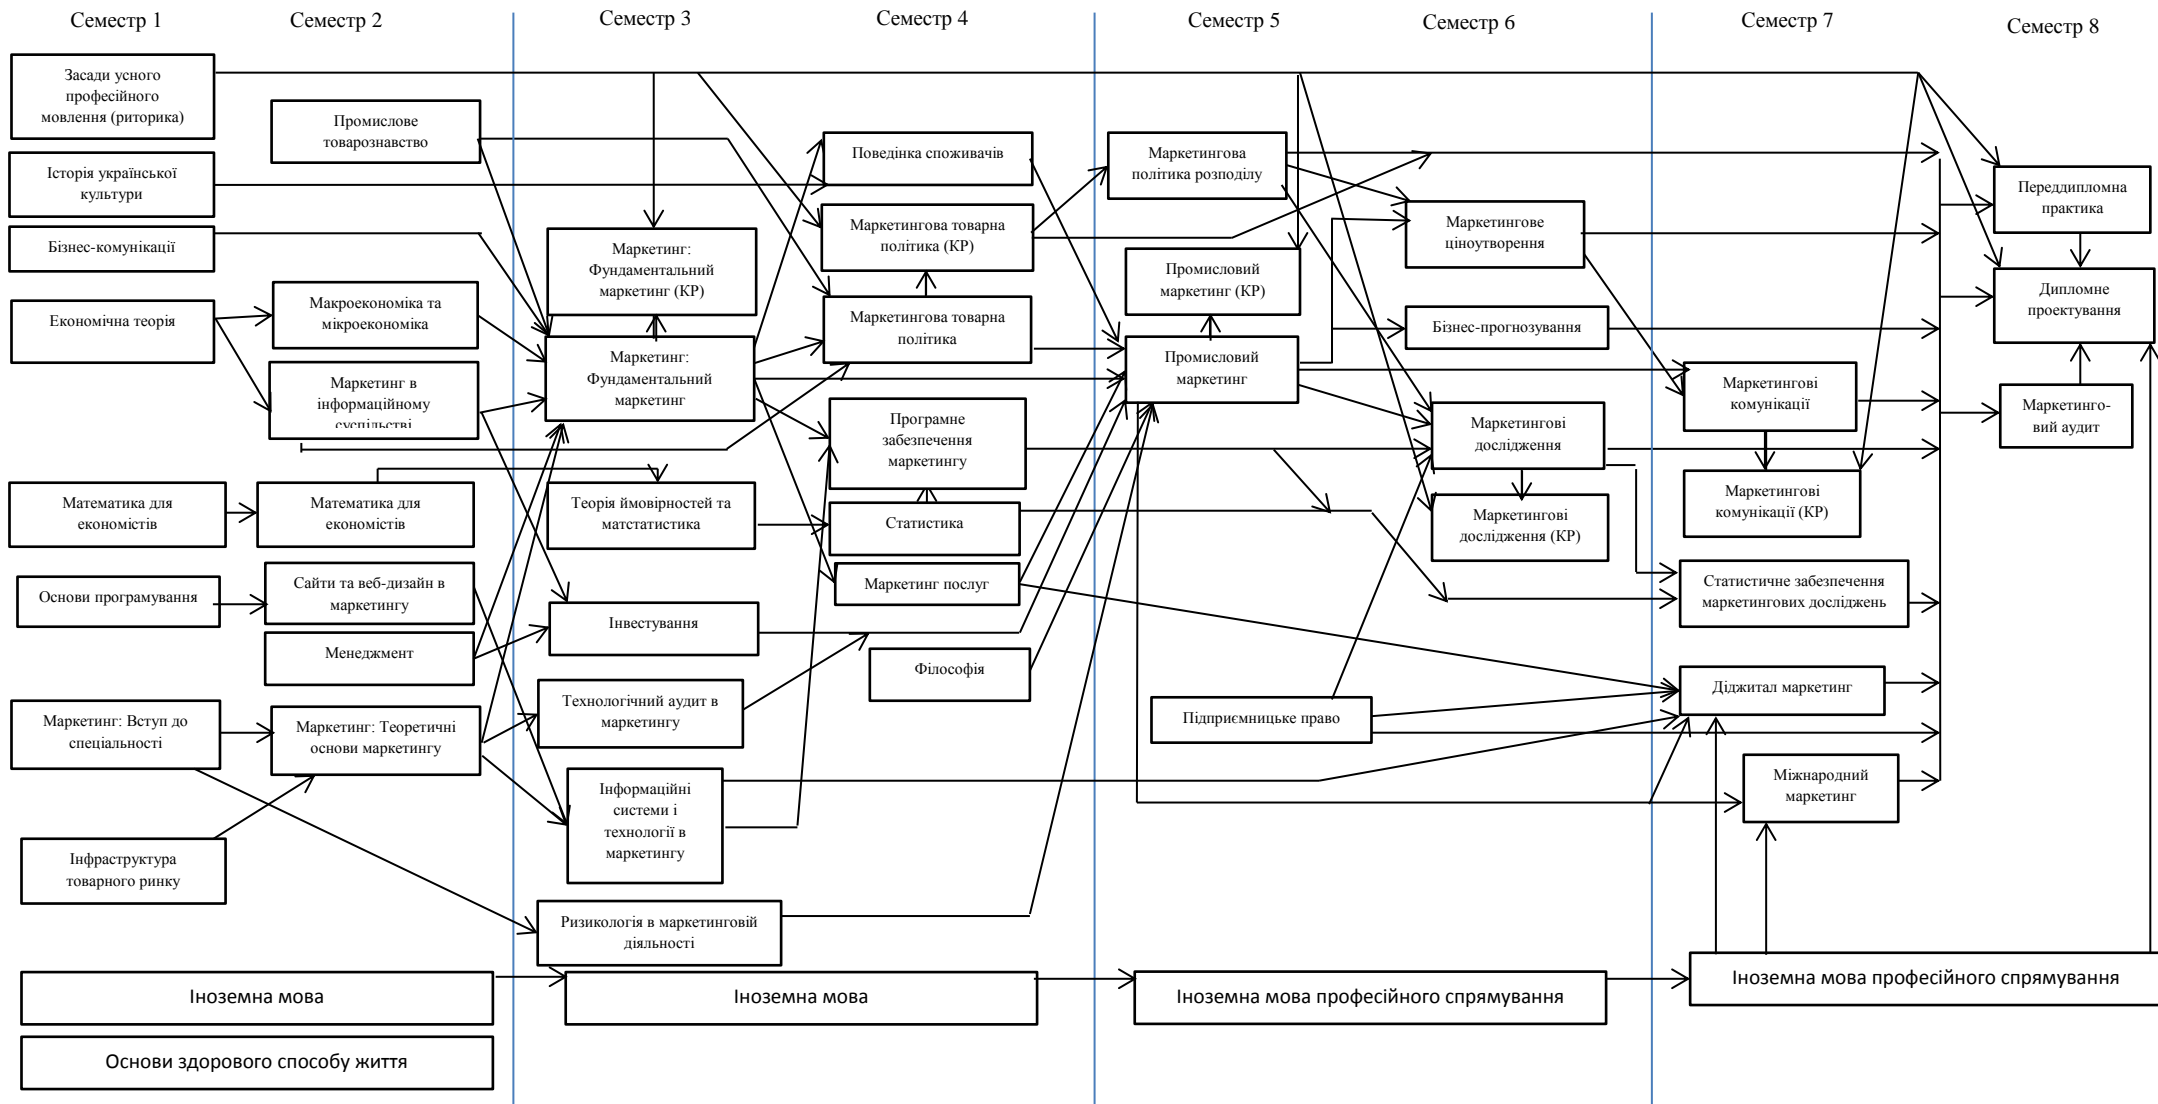 Семестр 1
Семестр 2
Семестр 3
Семестр 4
Семестр 5
Семестр 6
Семестр 7
Семестр 8
Засади усного
професійного
мовлення (риторика)
Історія української
культури
Бізнес-комунікації
Економічна теорія
Математика для
економістів
Основи програмування
Маркетинг: Вступ до
спеціальності
Інфраструктура
товарного ринку
Промислове
товарознавство
Макроекономіка та
мікроекономіка
Маркетинг в
інформаційному
суспільстві
Математика для
економістів
Сайти та веб-дизайн в
маркетингу
Менеджмент
Маркетинг: Теоретичні
основи маркетингу
Маркетинг:
Фундаментальний
маркетинг (КР)
Маркетинг:
Фундаментальний
маркетинг
Теорія ймовірностей та
матстатистика
Інвестування
Технологічний аудит в
маркетингу
Інформаційні
системи і
технології в
маркетингу
Ризикологія в маркетинговій
діяльності
Поведінка споживачів
Маркетингова товарна
політика (КР)
Маркетингова товарна
політика
Програмне
забезпечення
маркетингу
Статистика
Маркетинг послуг
Філософія
Маркетингова
політика розподілу
Промисловий
маркетинг (КР)
Промисловий
маркетинг
Підприємницьке право
Маркетингове
ціноутворення
Бізнес-прогнозування
Маркетингові
дослідження
Маркетингові
дослідження (КР)
Маркетингові
комунікації
Маркетингові
комунікації (КР)
Статистичне забезпечення
маркетингових досліджень
Діджитал маркетинг
Міжнародний
маркетинг
Переддипломна
практика
Дипломне
проектування
Маркетинго-
вий аудит
Іноземна мова
Іноземна мова
Іноземна мова професійного спрямування
Іноземна мова професійного спрямування
Основи здорового способу життя